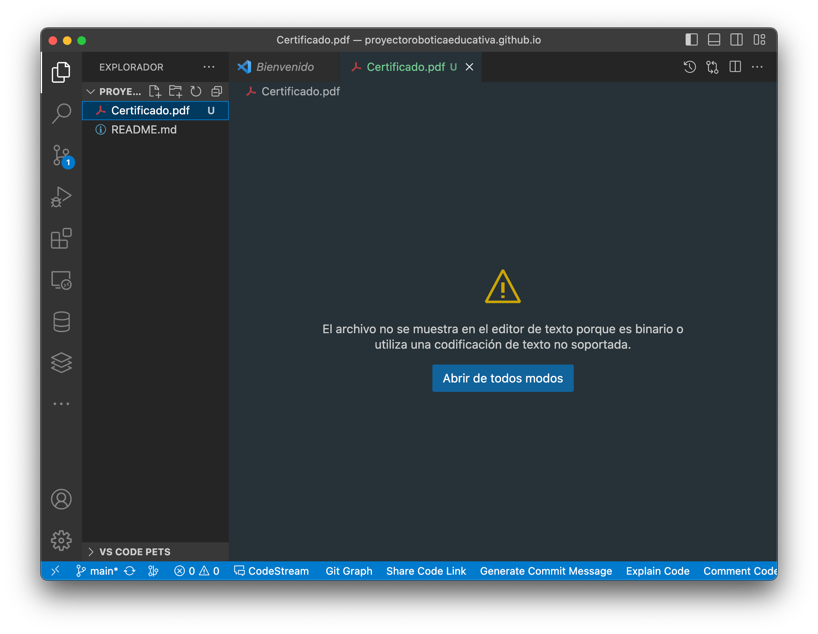 Certificado.pdf — proyectoroboticaeducativa.github.io
EXPLORADOR
Bienvenido
Certificado.pdf U
PROYE...
Certificado.pdf
Certificado.pdf U
README.md
1
El archivo no se muestra en el editor de texto porque es binario o
utiliza una codificación de texto no soportada.
Abrir de todos modos
VS CODE PETS
main* 0 0 CodeStream Git Graph Share Code Link Generate Commit Message Explain Code Comment Code